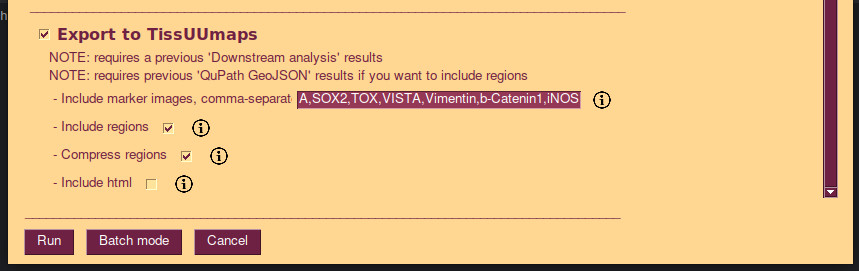 Export to TissUUmaps
NOTE: requires a previous 'Downstream analysis' results
NOTE: requires previous 'QuPath GeoJSON' results if you want to include regions
- Include marker images, comma-separat A,SOX2,TOX,VISTA,Vimentin,b-Catenin1,iNOS
- Include regions
- Compress regions
- Include html
Run Batch mode Cancel